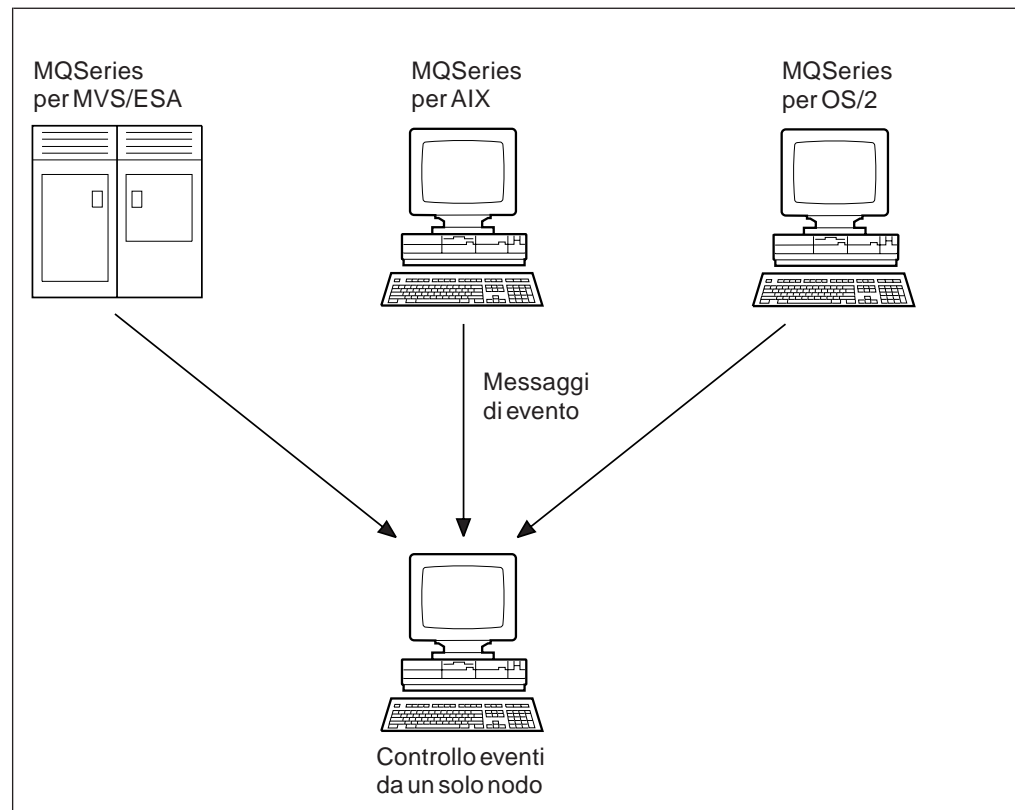 MQSeries
per MVS/ESA
MQSeries
per AIX
MQSeries
per OS/2
Messaggi
di evento
Controllo eventi
da un solo nodo